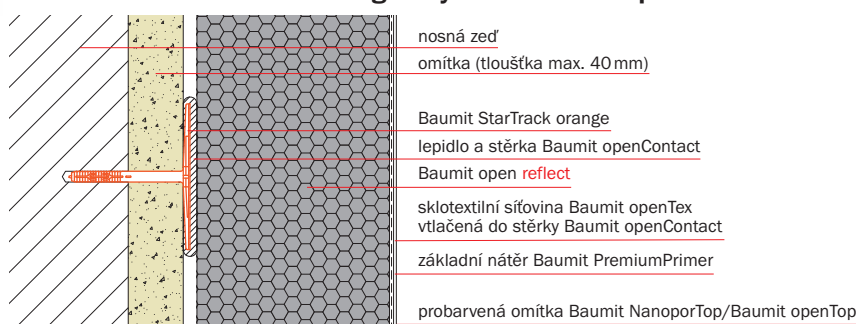 nosná zeď
omítka (tloušťka max. 40 mm)
Baumit StarTrack orange
lepidlo a stěrka Baumit openContact
Baumit open reflect
sklotextilní síťovina Baumit openTex
vtlačená do stěrky Baumit openContact
základní nátěr Baumit PremiumPrimer
probarvená omítka Baumit NanoporTop/Baumit openTop